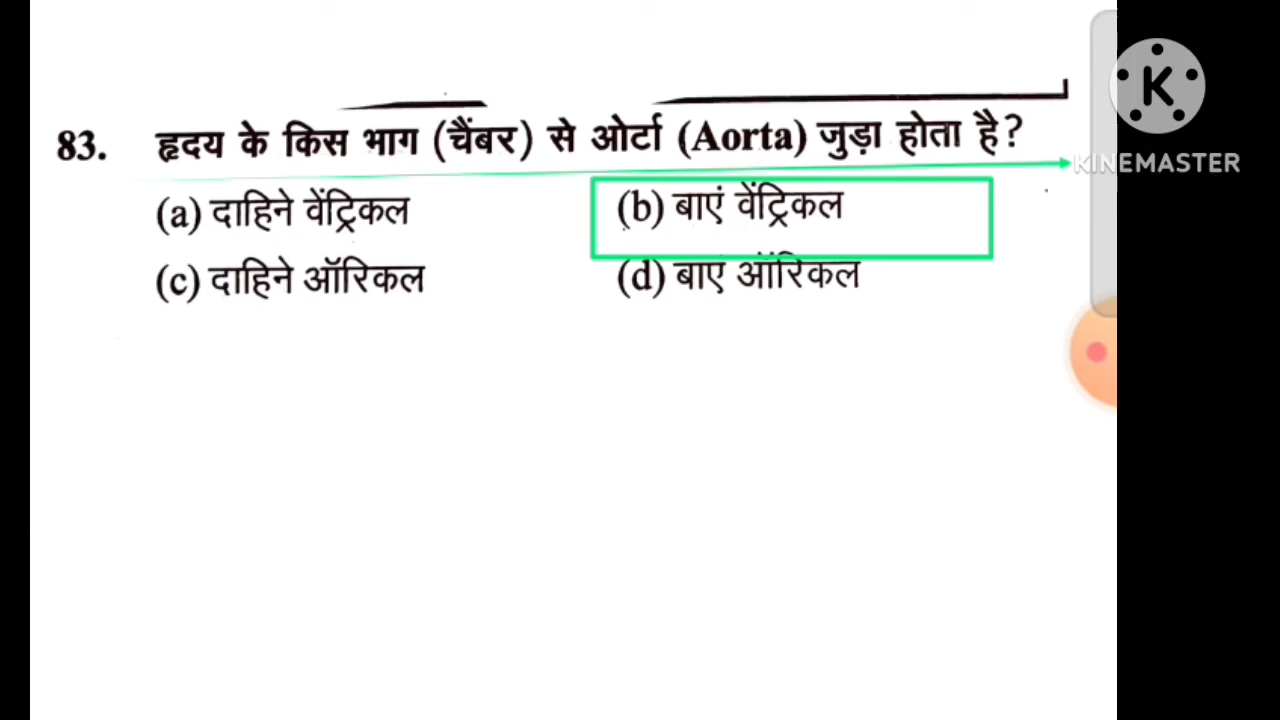 83. हृदय के किस भाग (चैंबर) से ओर्टा (Aorta) जुड़ा होता है?
(a) दाहिने वेंट्रिकल (b) बाएं वेंट्रिकल
(c) दाहिने ऑरिकल (d) बाएं ऑरिकल
K
KINEMASTER